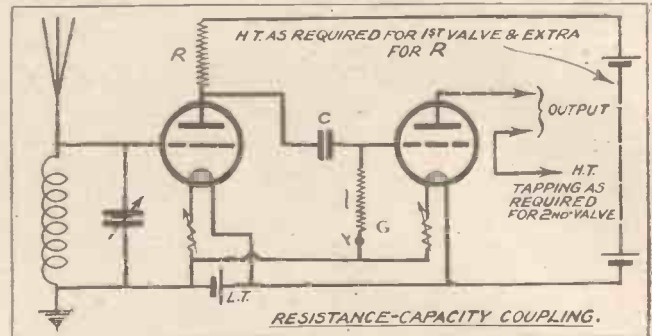 R
H.T. AS REQUIRED FOR 1ST VALVE & EXTRA
FOR R
C
OUTPUT
H.T.
TAPPING AS
REQUIRED
FOR 2ND VALVE
G
L.T.
RESISTANCE-CAPACITY COUPLING.